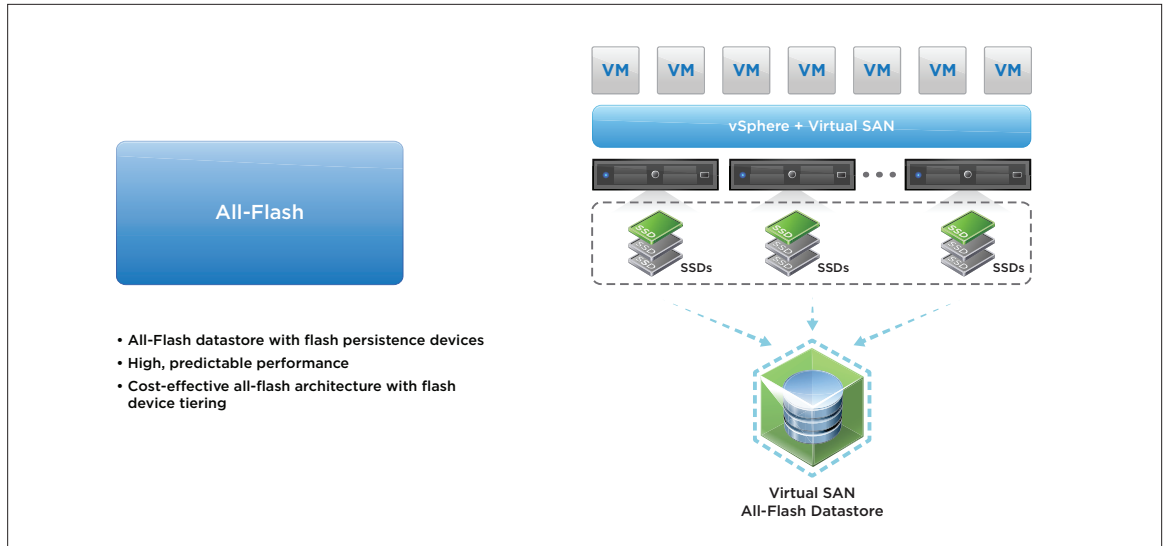 All-Flash
• All-Flash datastore with flash persistence devices
• High, predictable performance
• Cost-effective all-flash architecture with flash
device tiering
VM VM VM VM VM VM VM
vSphere + Virtual SAN
SSD SSD SSD
SSD SSD SSD
SSD SSD SSD
SSDs SSDs SSDs
Virtual SAN
All-Flash Datastore